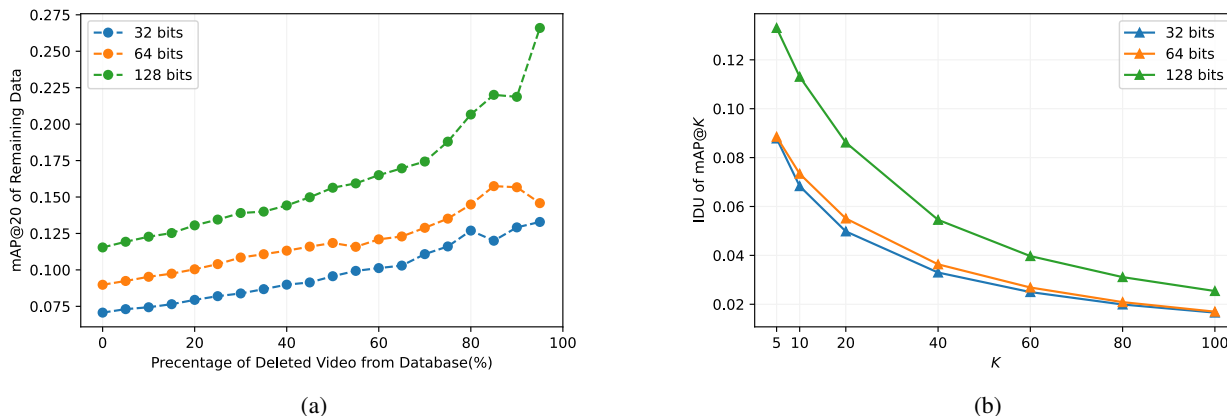 0.275
0.250
0.225
0.200
0.175
0.150
0.125
0.100
0.075
mAP@20 of Remaining Data
32 bits
64 bits
128 bits
0 20 40 60 80 100
Precentage of Deleted Video from Database(%)
(a)
0.12
0.10
0.08
0.06
0.04
0.02
IDU of mAP@K
32 bits
64 bits
128 bits
5 10 20 40 60 80 100
K
(b)